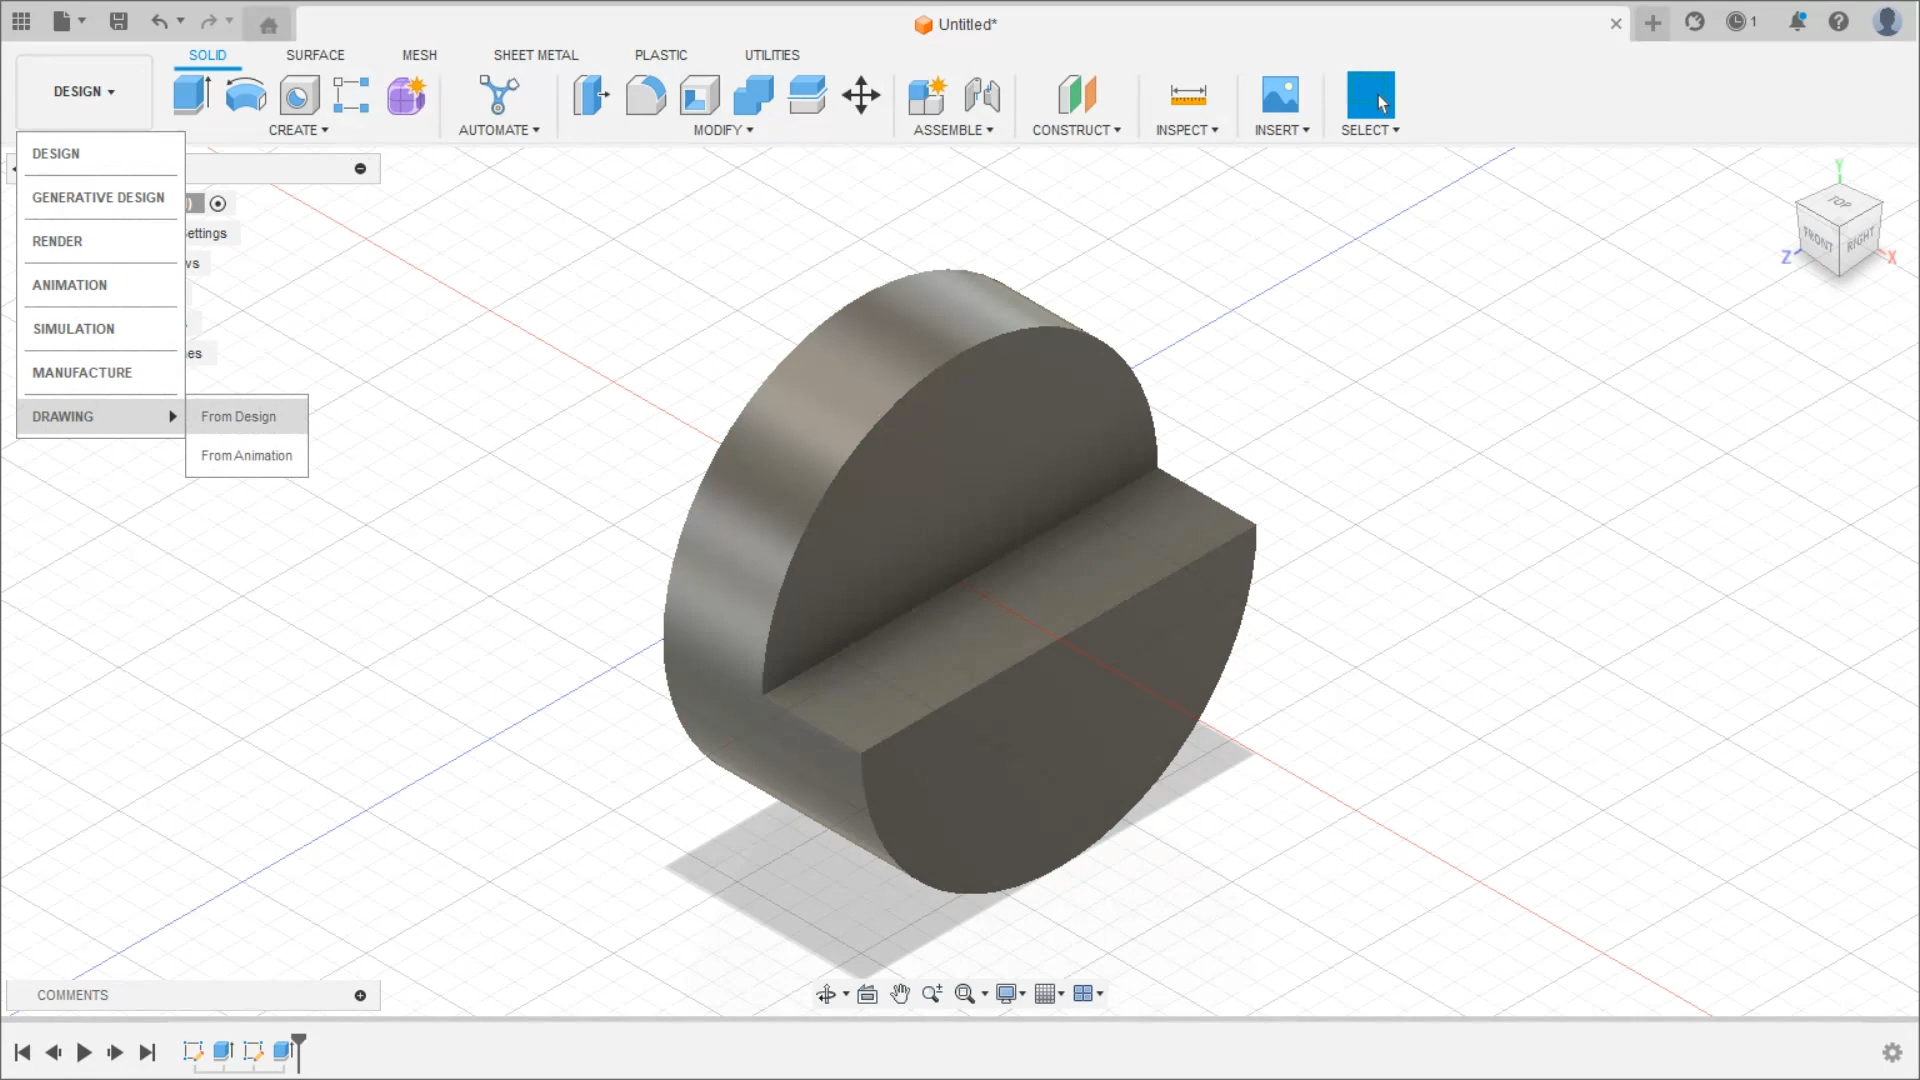 Untitled*
1
SOLID SURFACE MESH SHEET METAL PLASTIC UTILITIES
DESIGN
CREATE AUTOMATE MODIFY ASSEMBLE CONSTRUCT INSPECT INSERT SELECT
DESIGN
GENERATIVE DESIGN
ettings
RENDER
ws
ANIMATION
SIMULATION
es
MANUFACTURE
DRAWING From Design
From Animation
Y
TOP
FRONT RIGHT
Z X
COMMENTS